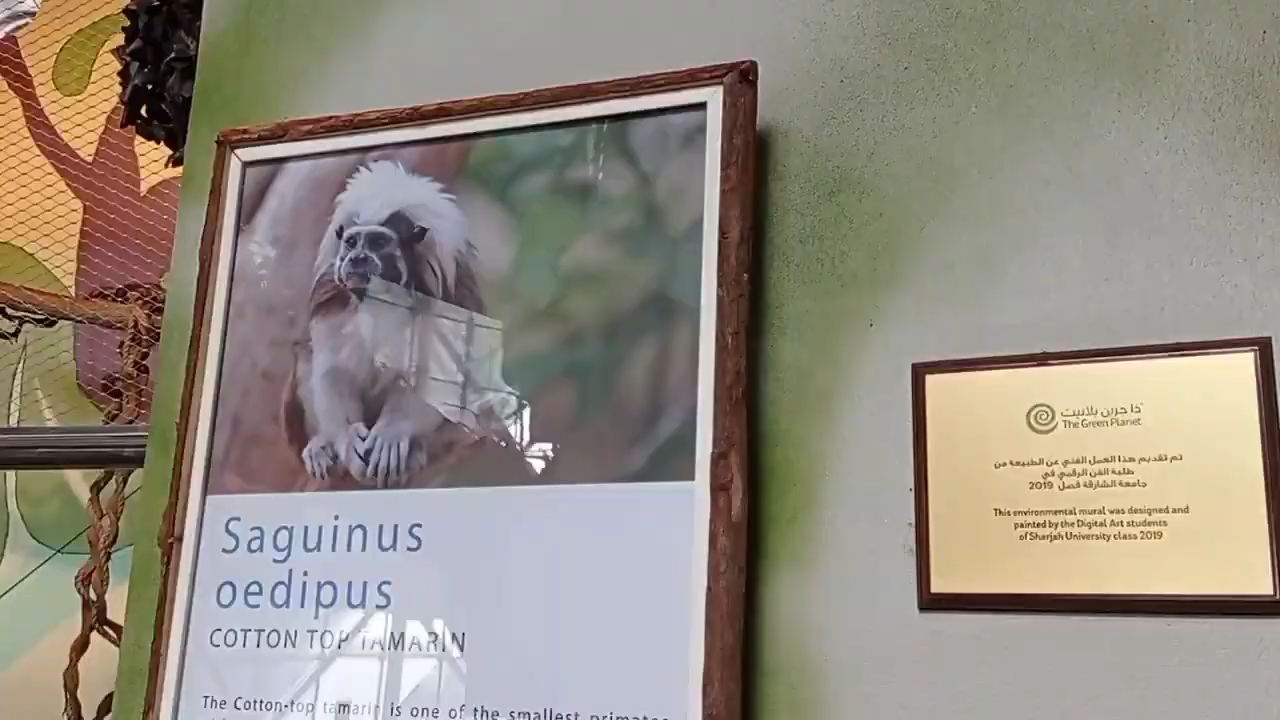 Saguinus
oedipus
COTTON TOP TAMARIN
The Cotton-top tamarin is one of the smallest primates
ذا جرين بلانيت
The Green Planet
تم تقديم هذا العمل الفني عن الطبيعة من
طلبة الفن الرقمي في
جامعة الشارقة فصل 2019
This environmental mural was designed and
painted by the Digital Art students
of Sharjah University class 2019